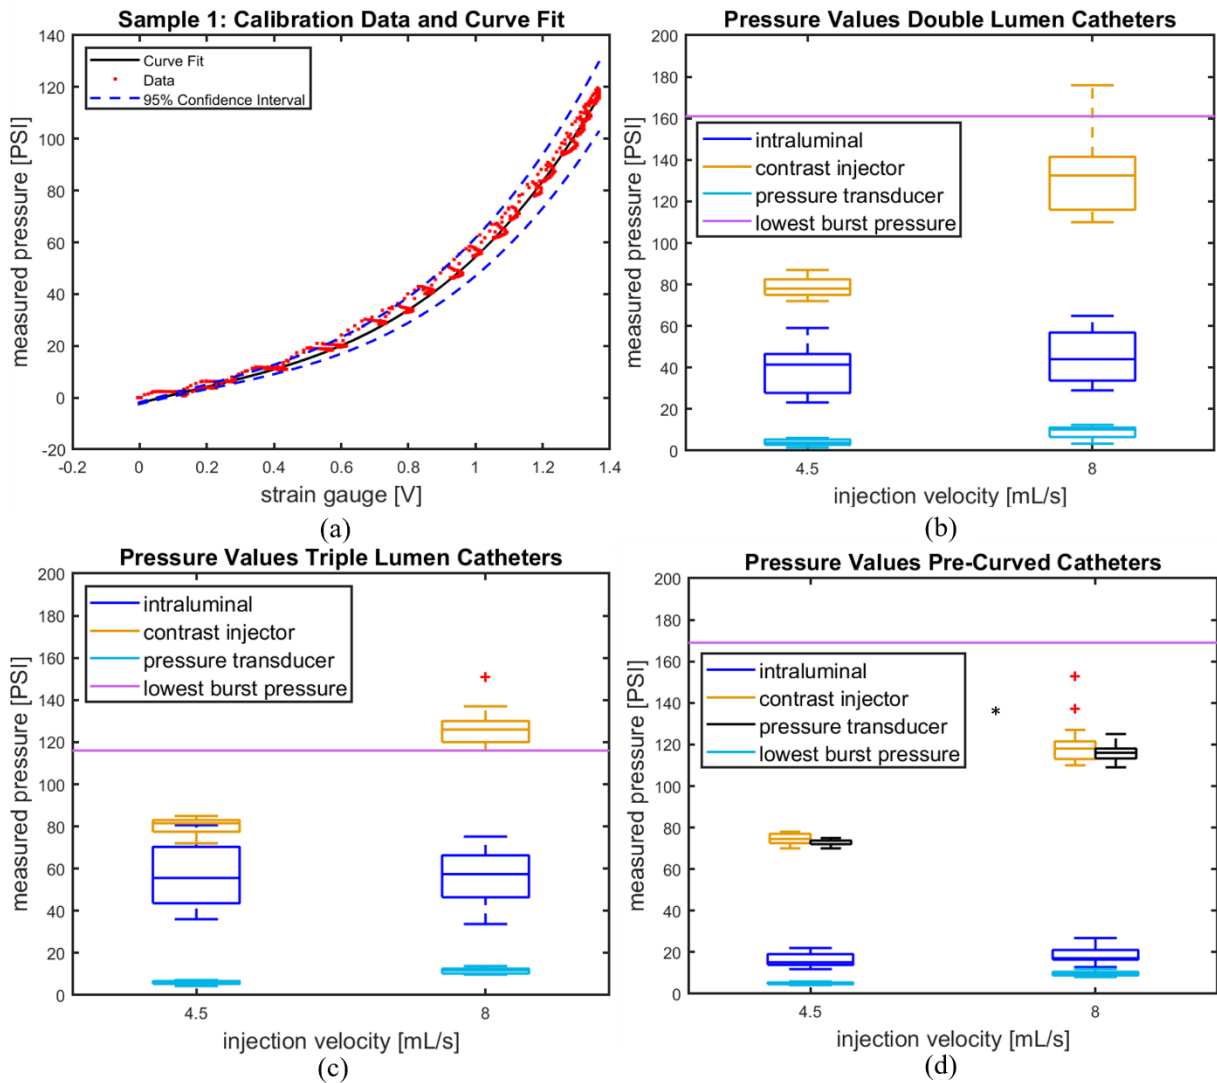 Sample 1: Calibration Data and Curve Fit
140
120
100
80
60
40
20
0
-20
measured pressure [PSI]
Curve Fit
Data
95% Confidence Interval
-0.2 0 0.2 0.4 0.6 0.8 1 1.2 1.4
strain gauge [V]
(a)
Pressure Values Double Lumen Catheters
200
180
160
140
120
100
80
60
40
20
0
measured pressure [PSI]
intraluminal
contrast injector
pressure transducer
lowest burst pressure
4.5 8
injection velocity [mL/s]
(b)
Pressure Values Triple Lumen Catheters
200
180
160
140
120
100
80
60
40
20
0
measured pressure [PSI]
intraluminal
contrast injector
pressure transducer
lowest burst pressure
4.5 8
injection velocity [mL/s]
(c)
Pressure Values Pre-Curved Catheters
200
180
160
140
120
100
80
60
40
20
0
measured pressure [PSI]
intraluminal
contrast injector
pressure transducer
lowest burst pressure
*
4.5 8
injection velocity [mL/s]
(d)